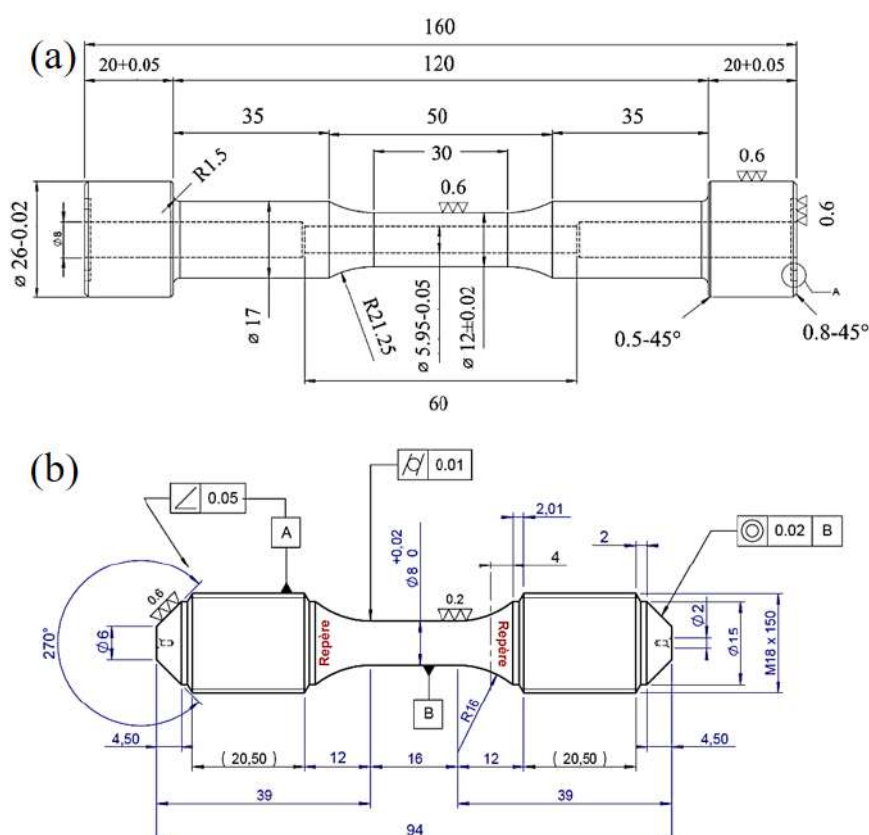 (a)
160
20+0.05
120
20+0.05
35
50
35
30
R1.5
0.6
0.6
0.6
ø 26-0.02
ø8
ø 17
R21.25
ø 5.95-0.05
ø 12±0.02
A
0.5-45°
0.8-45°
60
(b)
0.01
0.05
A
2,01
0.02
B
+0,02
Ø8 0
4
2
0.6
0.2
270°
Ø6
Repère
Repère
Ø2
Ø15
M18 x 150
B
R16
4,50
( 20,50 )
12
16
12
( 20,50 )
4,50
39
39
94